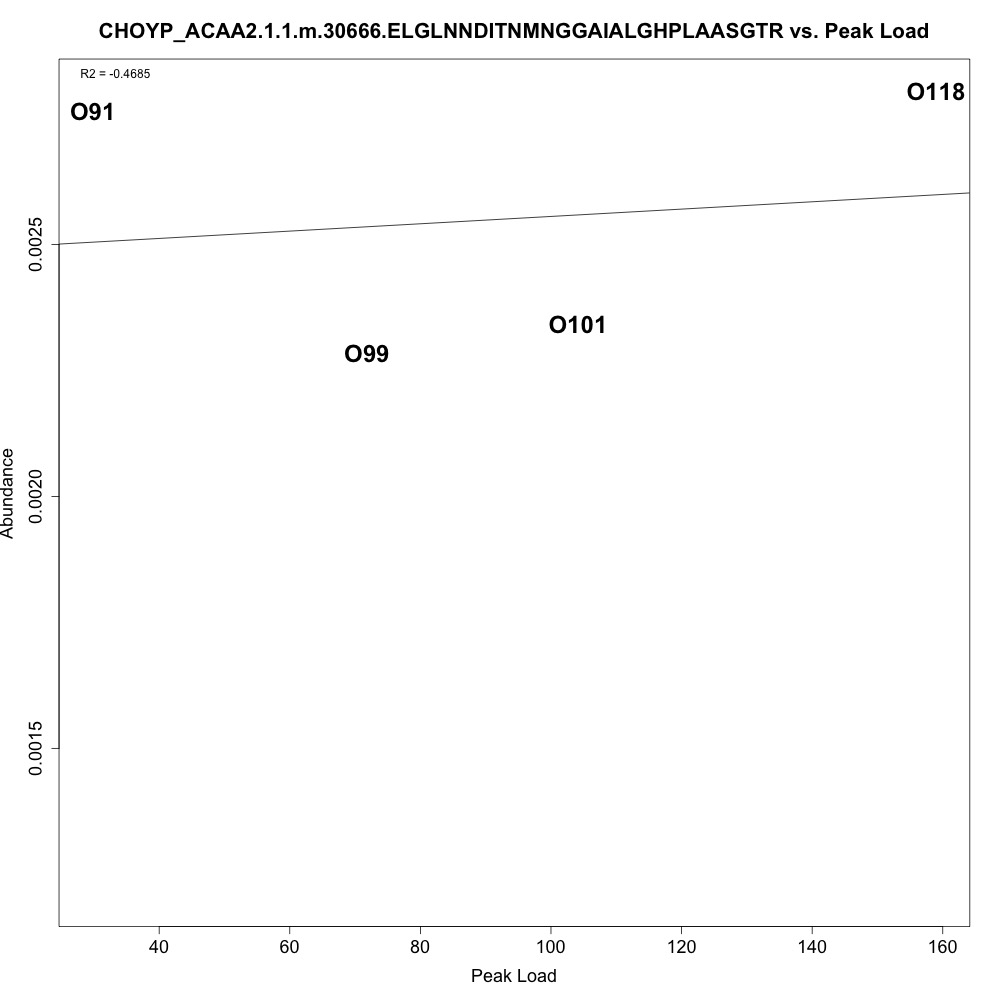 CHOYP_ACAA2.1.1.m.30666.ELGLNNDITNMNGGAIALGHPLAASGTR vs. Peak Load
R2 = -0.4685
O118
O91
0.0025
O101
O99
Abundance
0.0020
0.0015
40 60 80 100 120 140 160
Peak Load